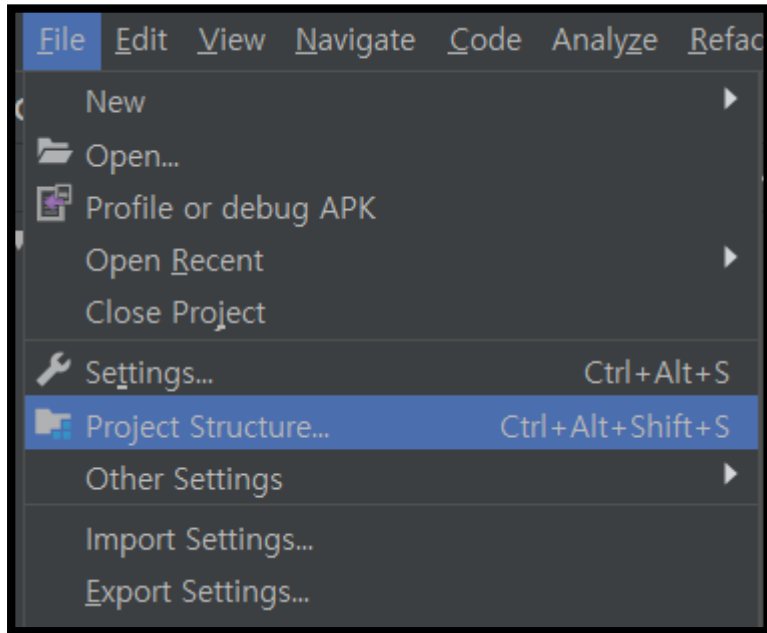 File Edit View Navigate Code Analyze Refac
New
Open...
Profile or debug APK
Open Recent
Close Project
Settings... Ctrl+Alt+S
Project Structure... Ctrl+Alt+Shift+S
Other Settings
Import Settings...
Export Settings...